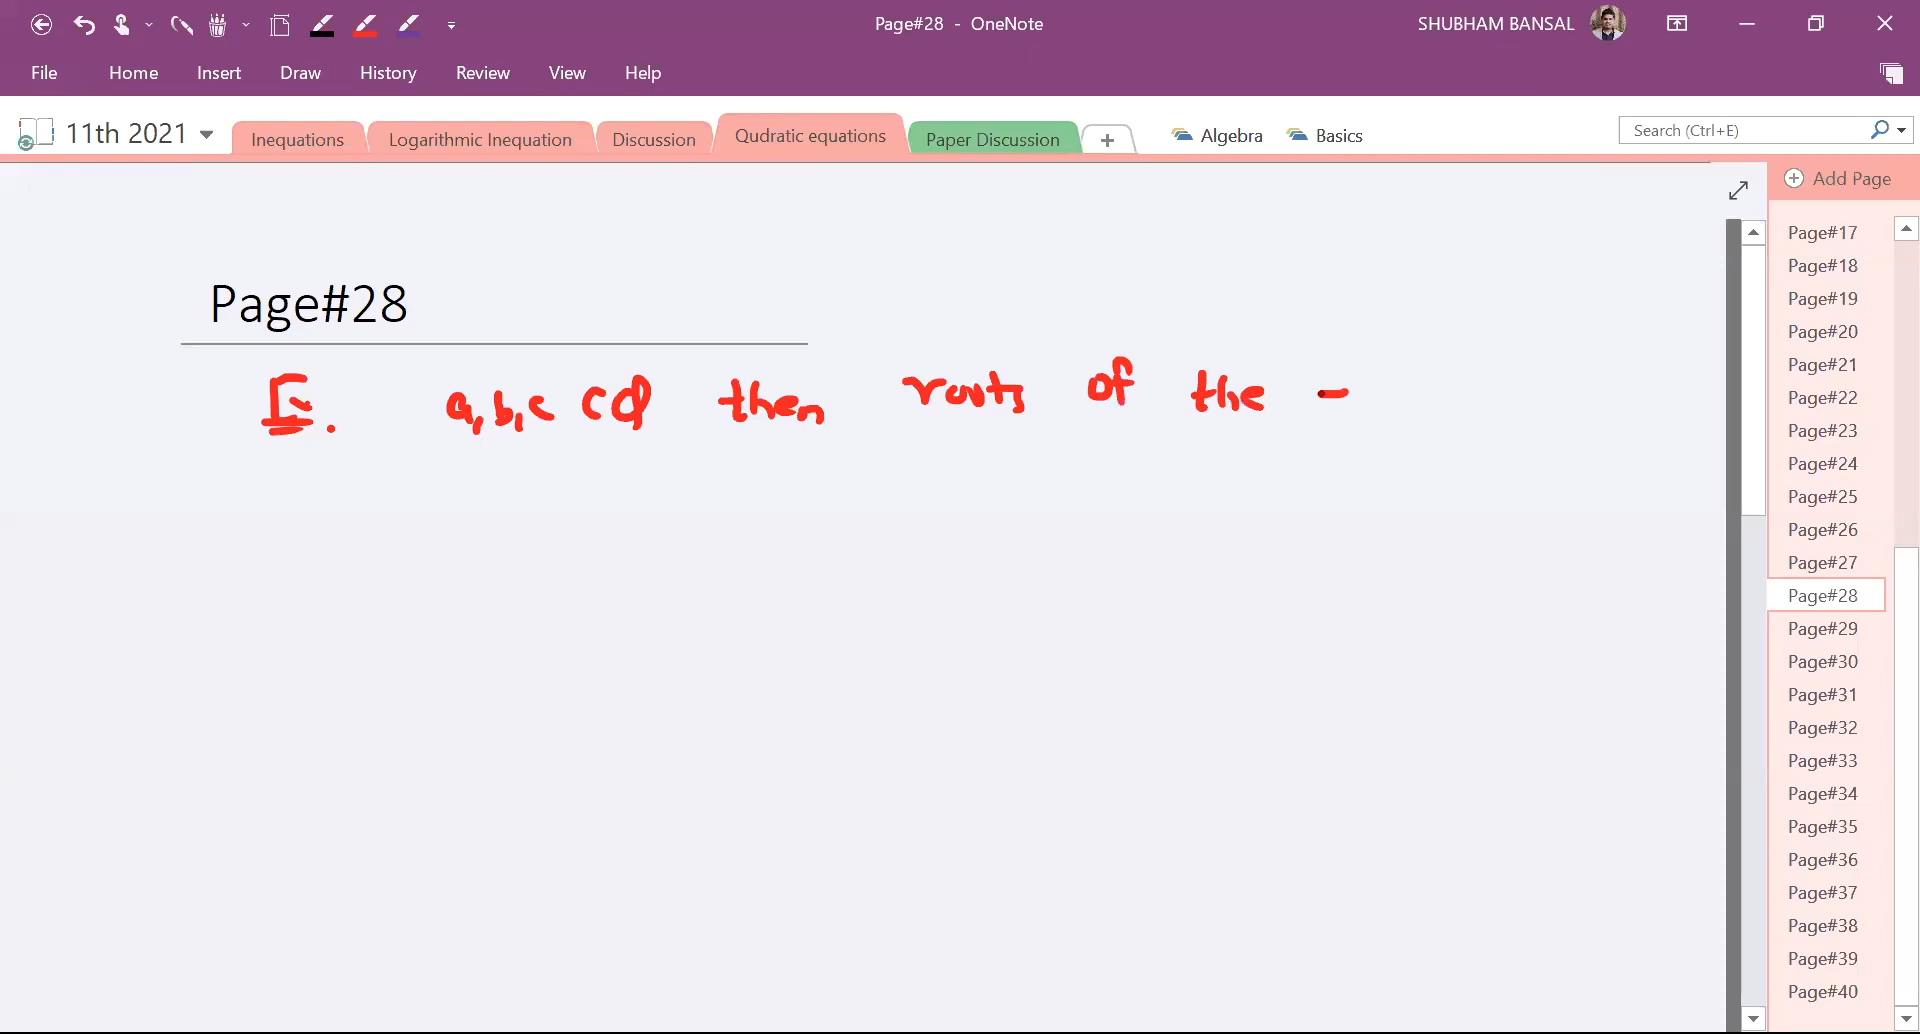 Page#28 - OneNote
SHUBHAM BANSAL
File Home Insert Draw History Review View Help
11th 2021
Inequations
Logarithmic Inequation
Discussion
Qudratic equations
Paper Discussion
+
Algebra
Basics
Search (Ctrl+E)
Add Page
Page#28
Ex. a,b,c then roots of the
Page#17
Page#18
Page#19
Page#20
Page#21
Page#22
Page#23
Page#24
Page#25
Page#26
Page#27
Page#28
Page#29
Page#30
Page#31
Page#32
Page#33
Page#34
Page#35
Page#36
Page#37
Page#38
Page#39
Page#40